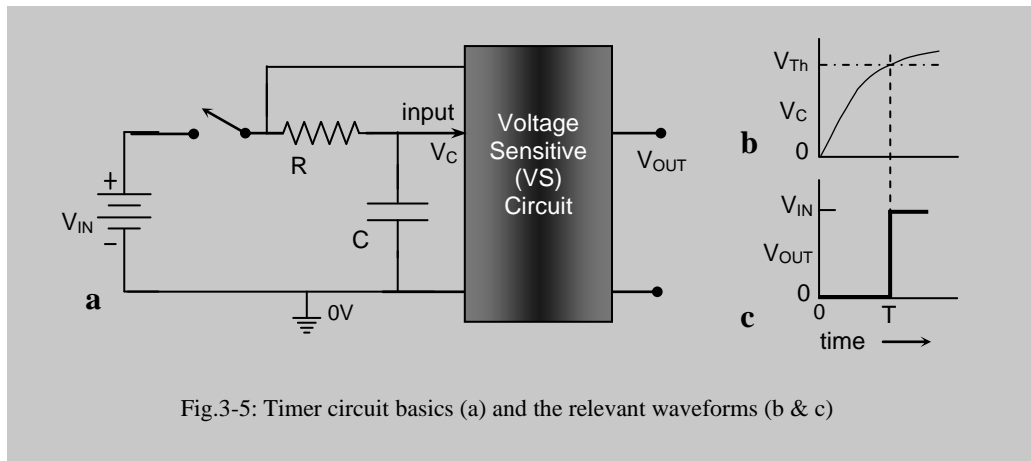 input
V_C
R
C
+
V_IN
−
a
0V
Voltage
Sensitive
(VS)
Circuit
V_OUT
V_Th
V_C
0
b
V_IN
V_OUT
0
c
0
T
time
Fig.3-5: Timer circuit basics (a) and the relevant waveforms (b & c)